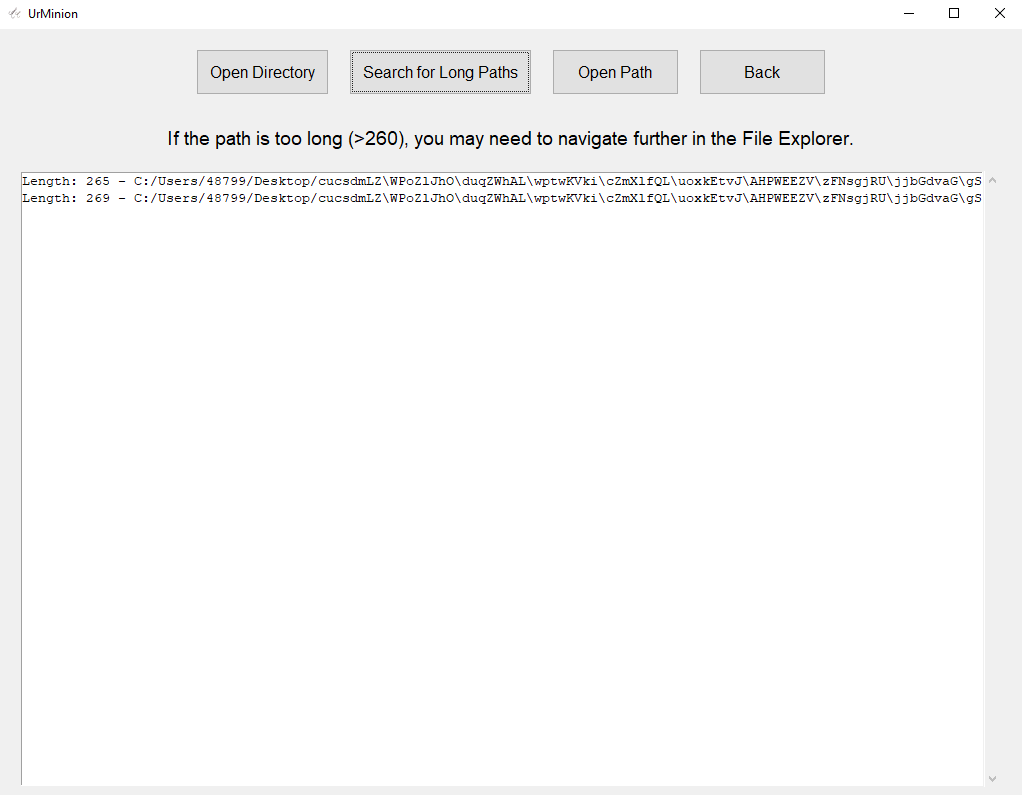 UrMinion
Open Directory Search for Long Paths Open Path Back
If the path is too long (>260), you may need to navigate further in the File Explorer.
Length: 265 - C:/Users/48799/Desktop/cucsdmLZ\WPoZlJhO\duqZWhAL\wptwKVki\cZmXlfQL\uoxkEtvJ\AHPWEEZV\zFNsgjRU\jjbGdvaG\gS
Length: 269 - C:/Users/48799/Desktop/cucsdmLZ\WPoZlJhO\duqZWhAL\wptwKVki\cZmXlfQL\uoxkEtvJ\AHPWEEZV\zFNsgjRU\jjbGdvaG\gS